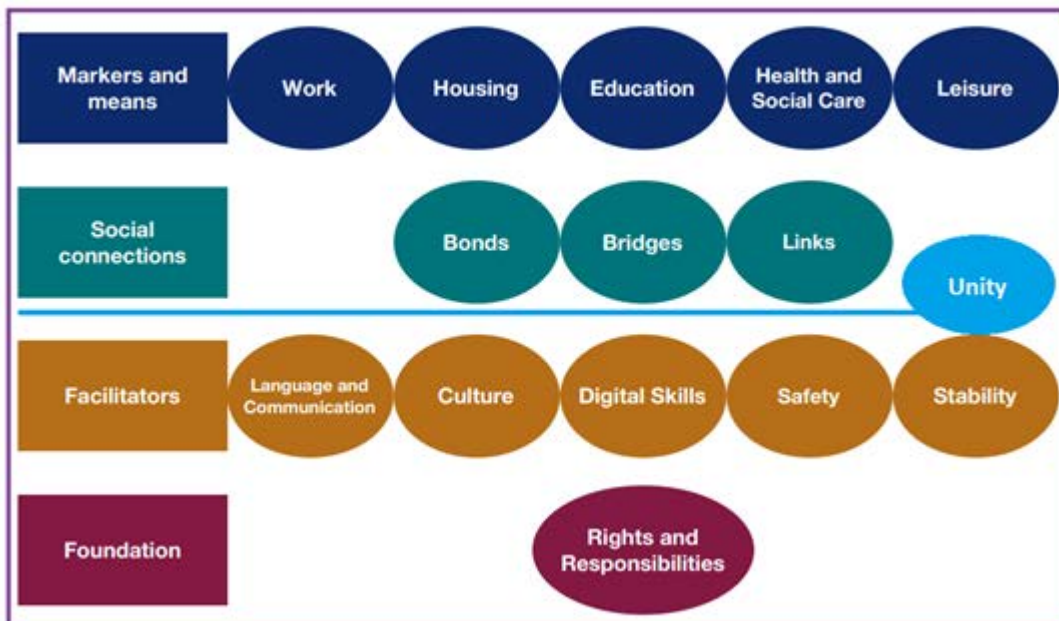 Markers and
means
Work
Housing
Education
Health and
Social Care
Leisure
Social
connections
Bonds
Bridges
Links
Unity
Facilitators
Language and
Communication
Culture
Digital Skills
Safety
Stability
Foundation
Rights and
Responsibilities